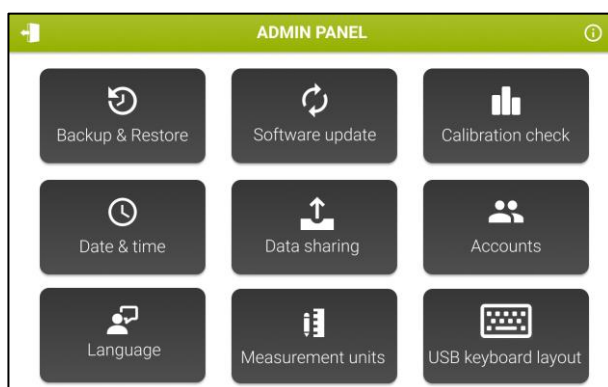 ADMIN PANEL
Backup & Restore
Software update
Calibration check
Date & time
Data sharing
Accounts
Language
Measurement units
USB keyboard layout